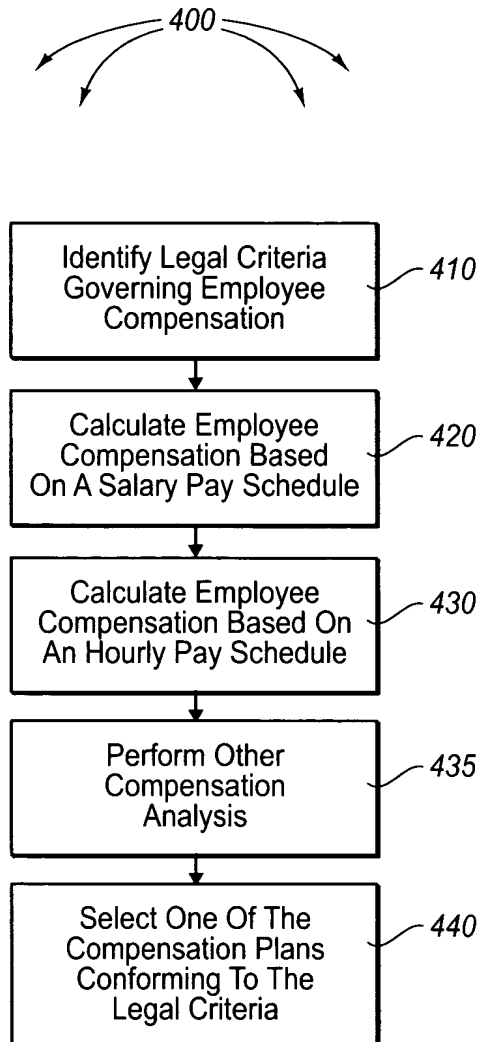 400
Identify Legal Criteria
Governing Employee
Compensation
410
Calculate Employee
Compensation Based
On A Salary Pay Schedule
420
Calculate Employee
Compensation Based On
An Hourly Pay Schedule
430
Perform Other
Compensation
Analysis
435
Select One Of The
Compensation Plans
Conforming To The
Legal Criteria
440